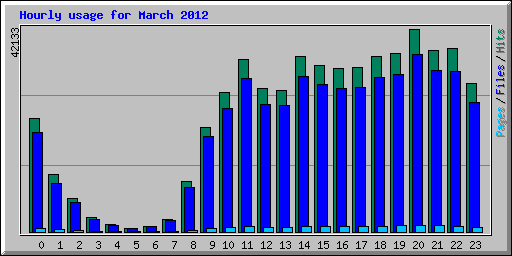 Hourly usage for March 2012
42133
Pages / Files / Hits
0 1 2 3 4 5 6 7 8 9 10 11 12 13 14 15 16 17 18 19 20 21 22 23